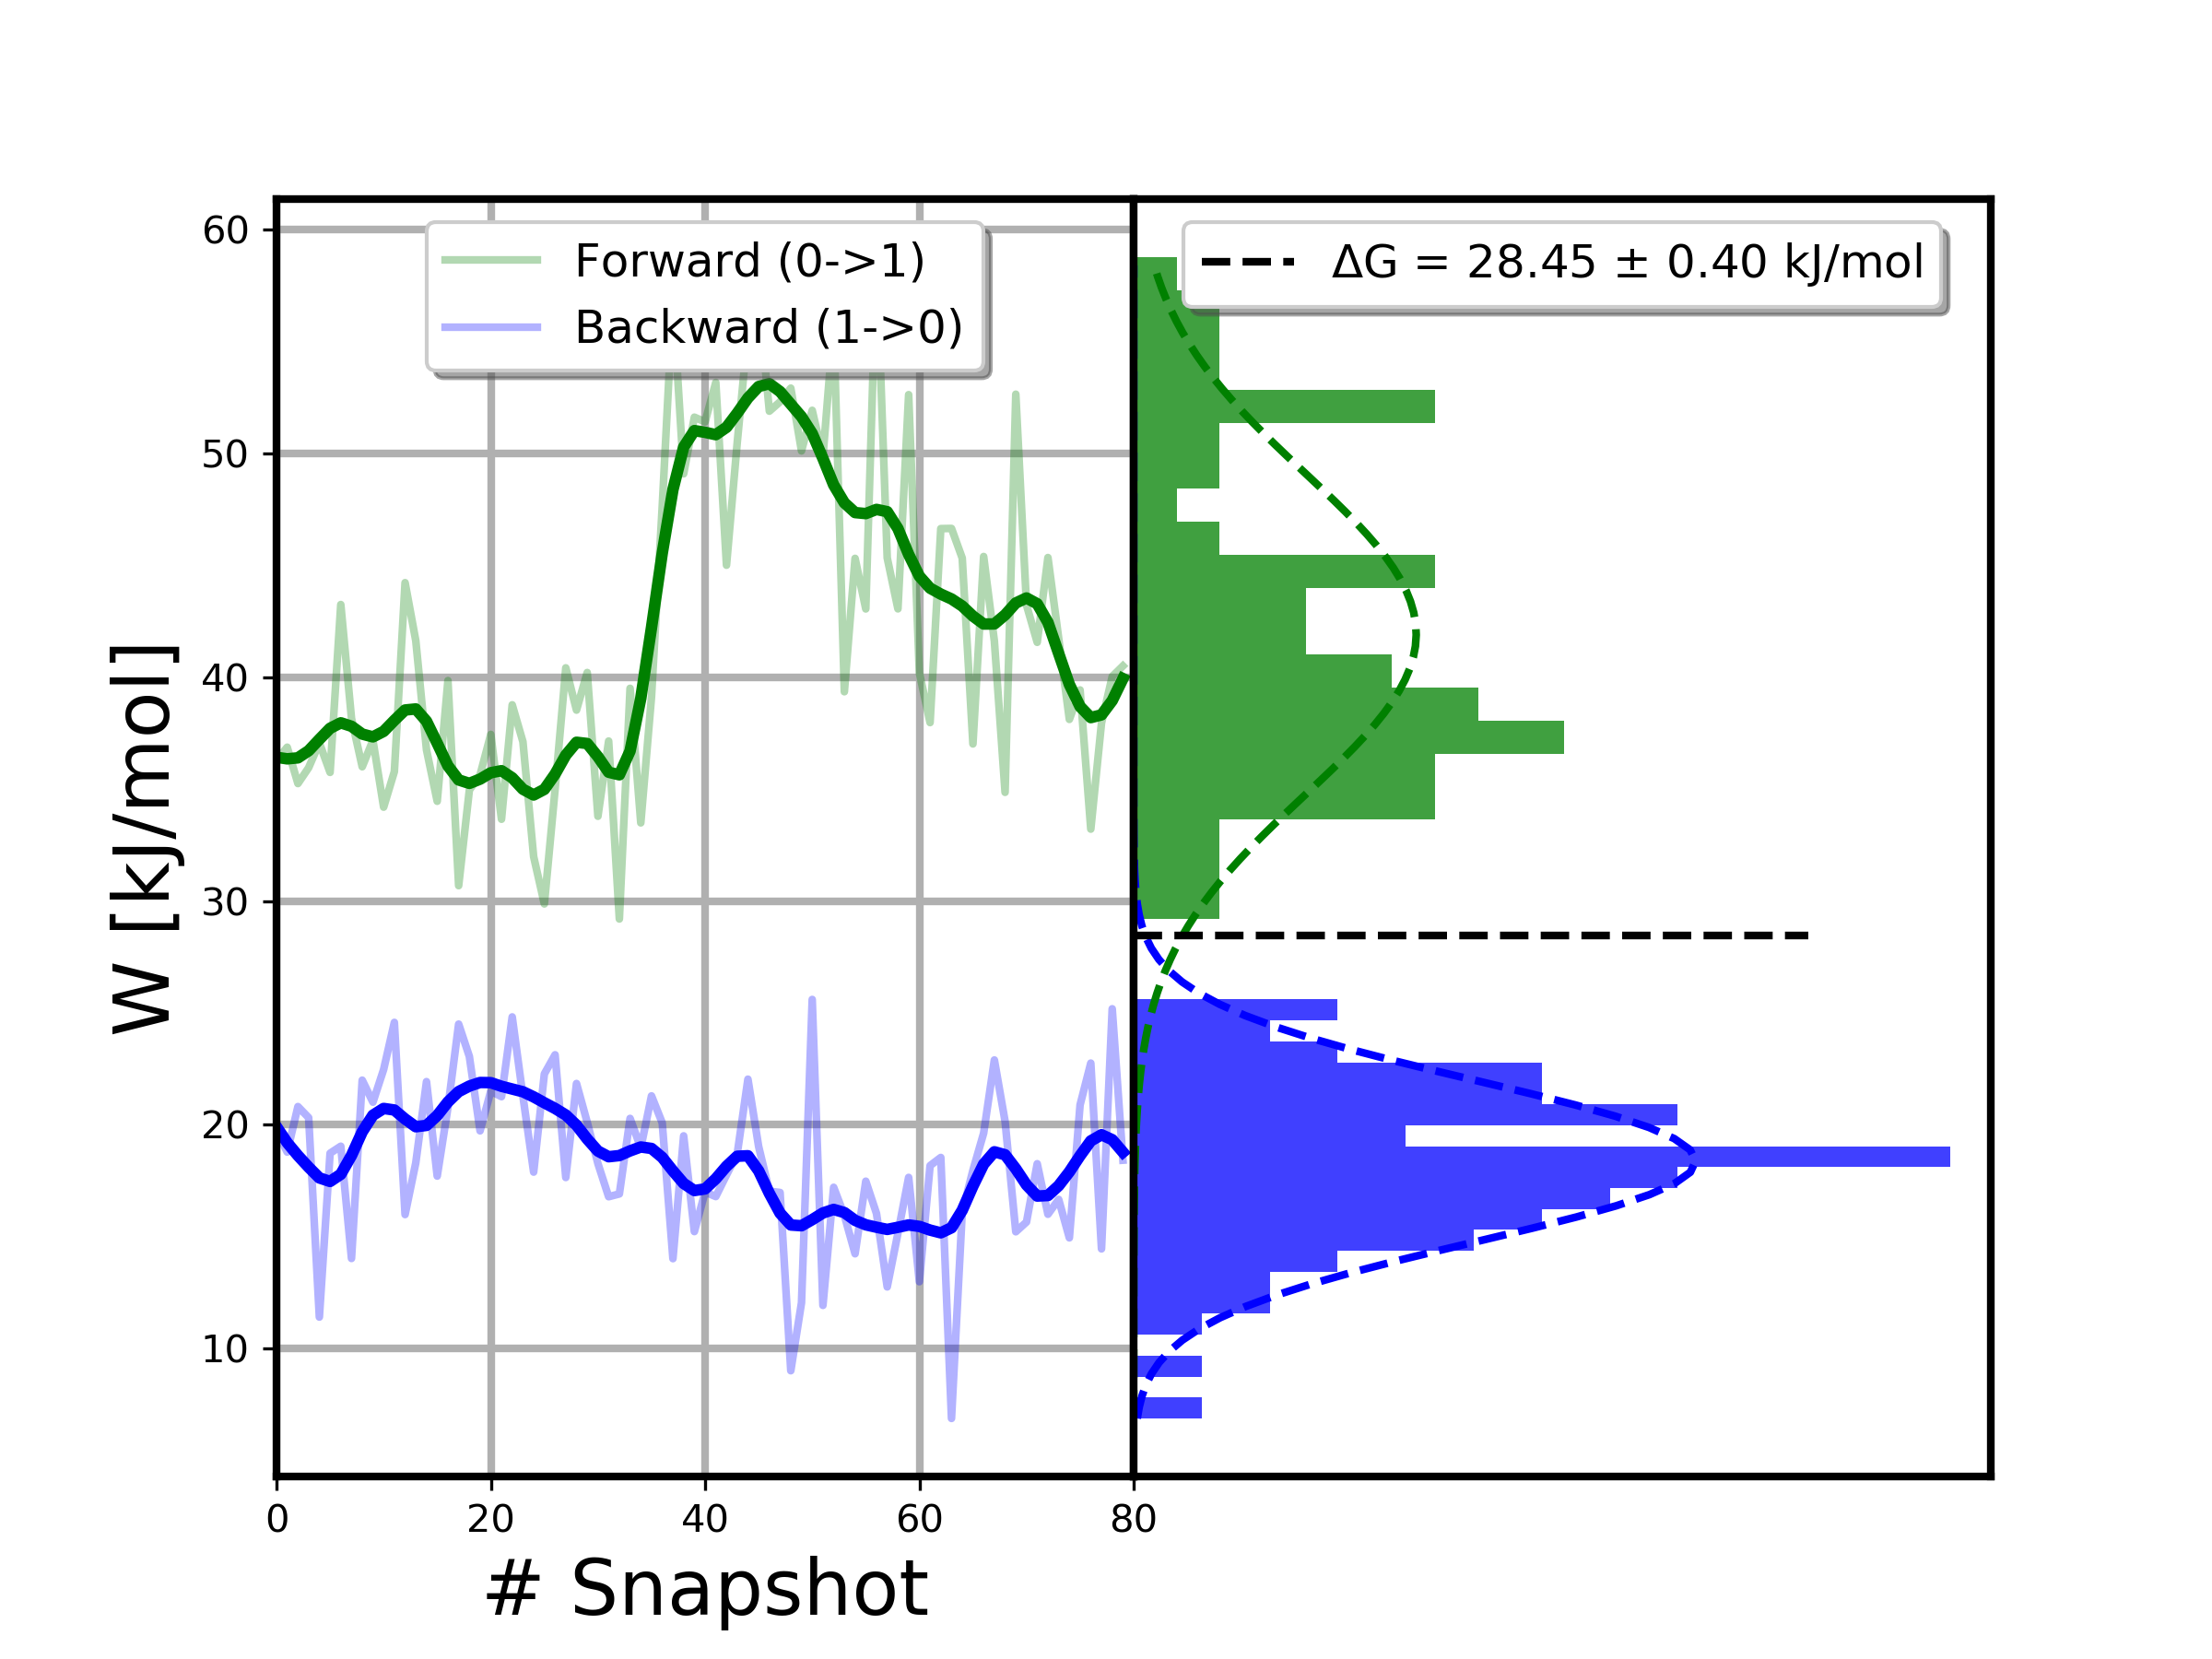 Forward (0->1)
Backward (1->0)
ΔG = 28.45 ± 0.40 kJ/mol
W [kJ/mol]
60
50
40
30
20
10
0 20 40 60 80
# Snapshot